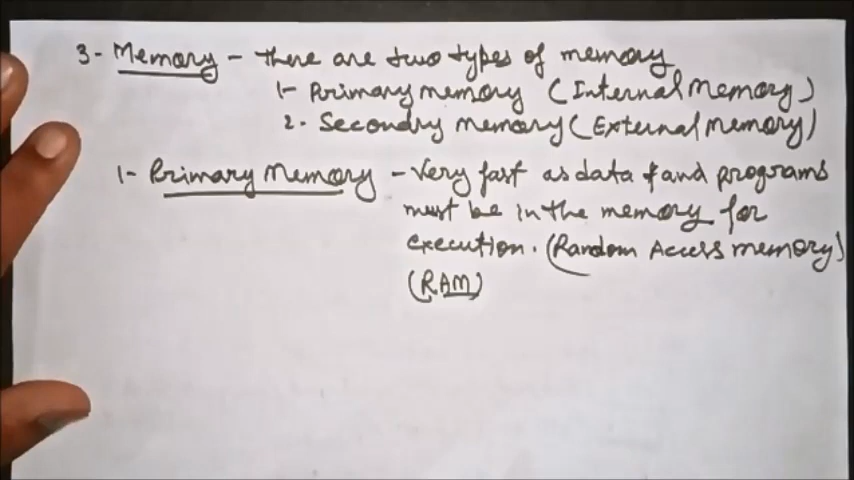 3- Memory - There are two types of memory
1- Primary memory (Internal Memory)
2. Secondry memory (External Memory)
1- Primary Memory - Very fast as data & and programs
must be in the memory for
execution. (Random Access memory)
(RAM)